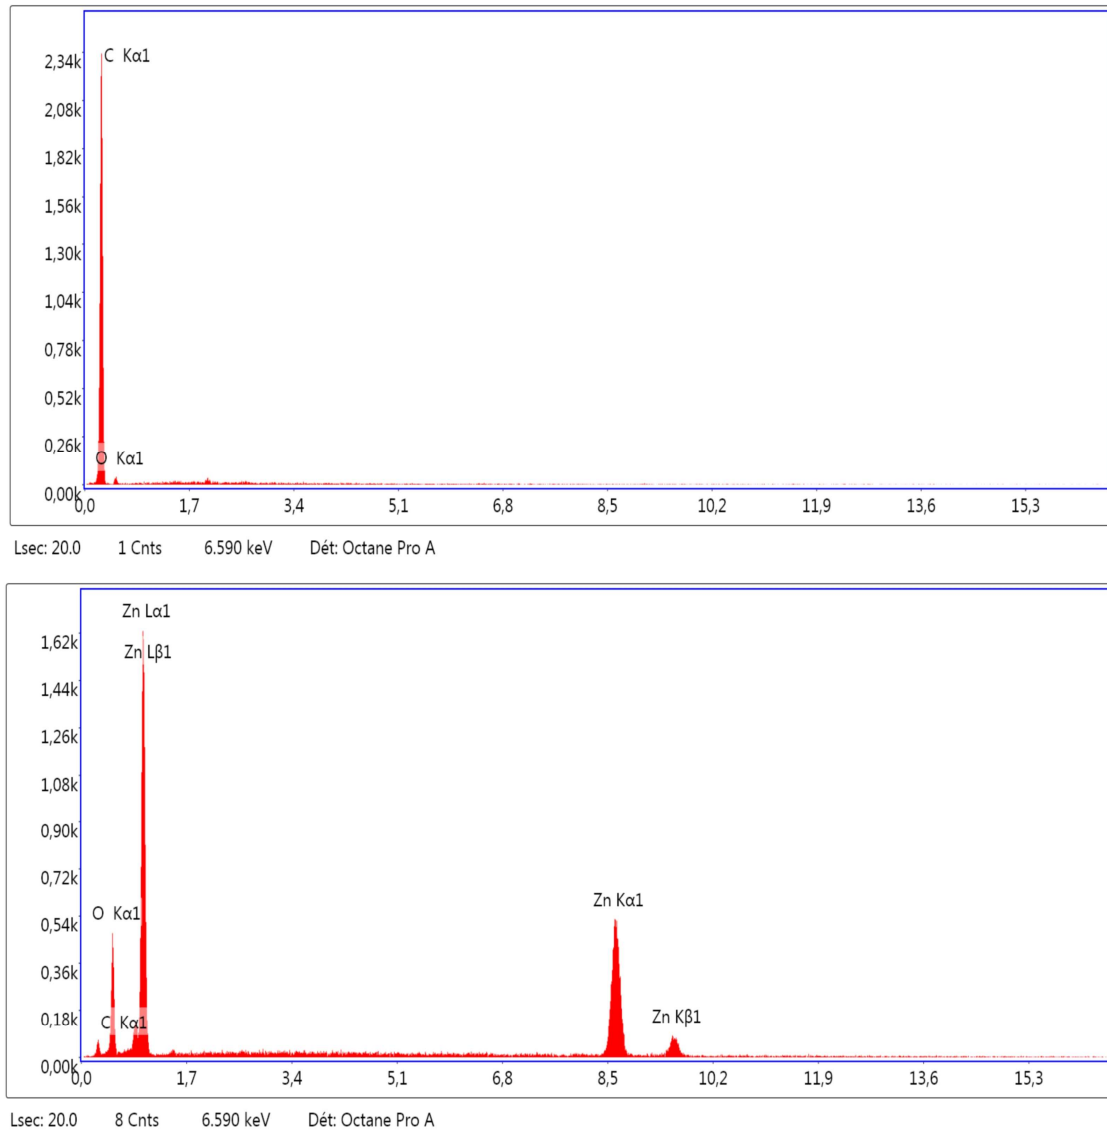 C Kα1
2,34k
2,08k
1,82k
1,56k
1,30k
1,04k
0,78k
0,52k
0,26k
O Kα1
0,00k
0,0 1,7 3,4 5,1 6,8 8,5 10,2 11,9 13,6 15,3
Lsec: 20.0 1 Cnts 6.590 keV Dét: Octane Pro A
Zn Lα1
1,62k
Zn Lβ1
1,44k
1,26k
1,08k
0,90k
0,72k
Zn Kα1
O Kα1
0,54k
0,36k
0,18k
C Kα1
Zn Kβ1
0,00k
0,0 1,7 3,4 5,1 6,8 8,5 10,2 11,9 13,6 15,3
Lsec: 20.0 8 Cnts 6.590 keV Dét: Octane Pro A